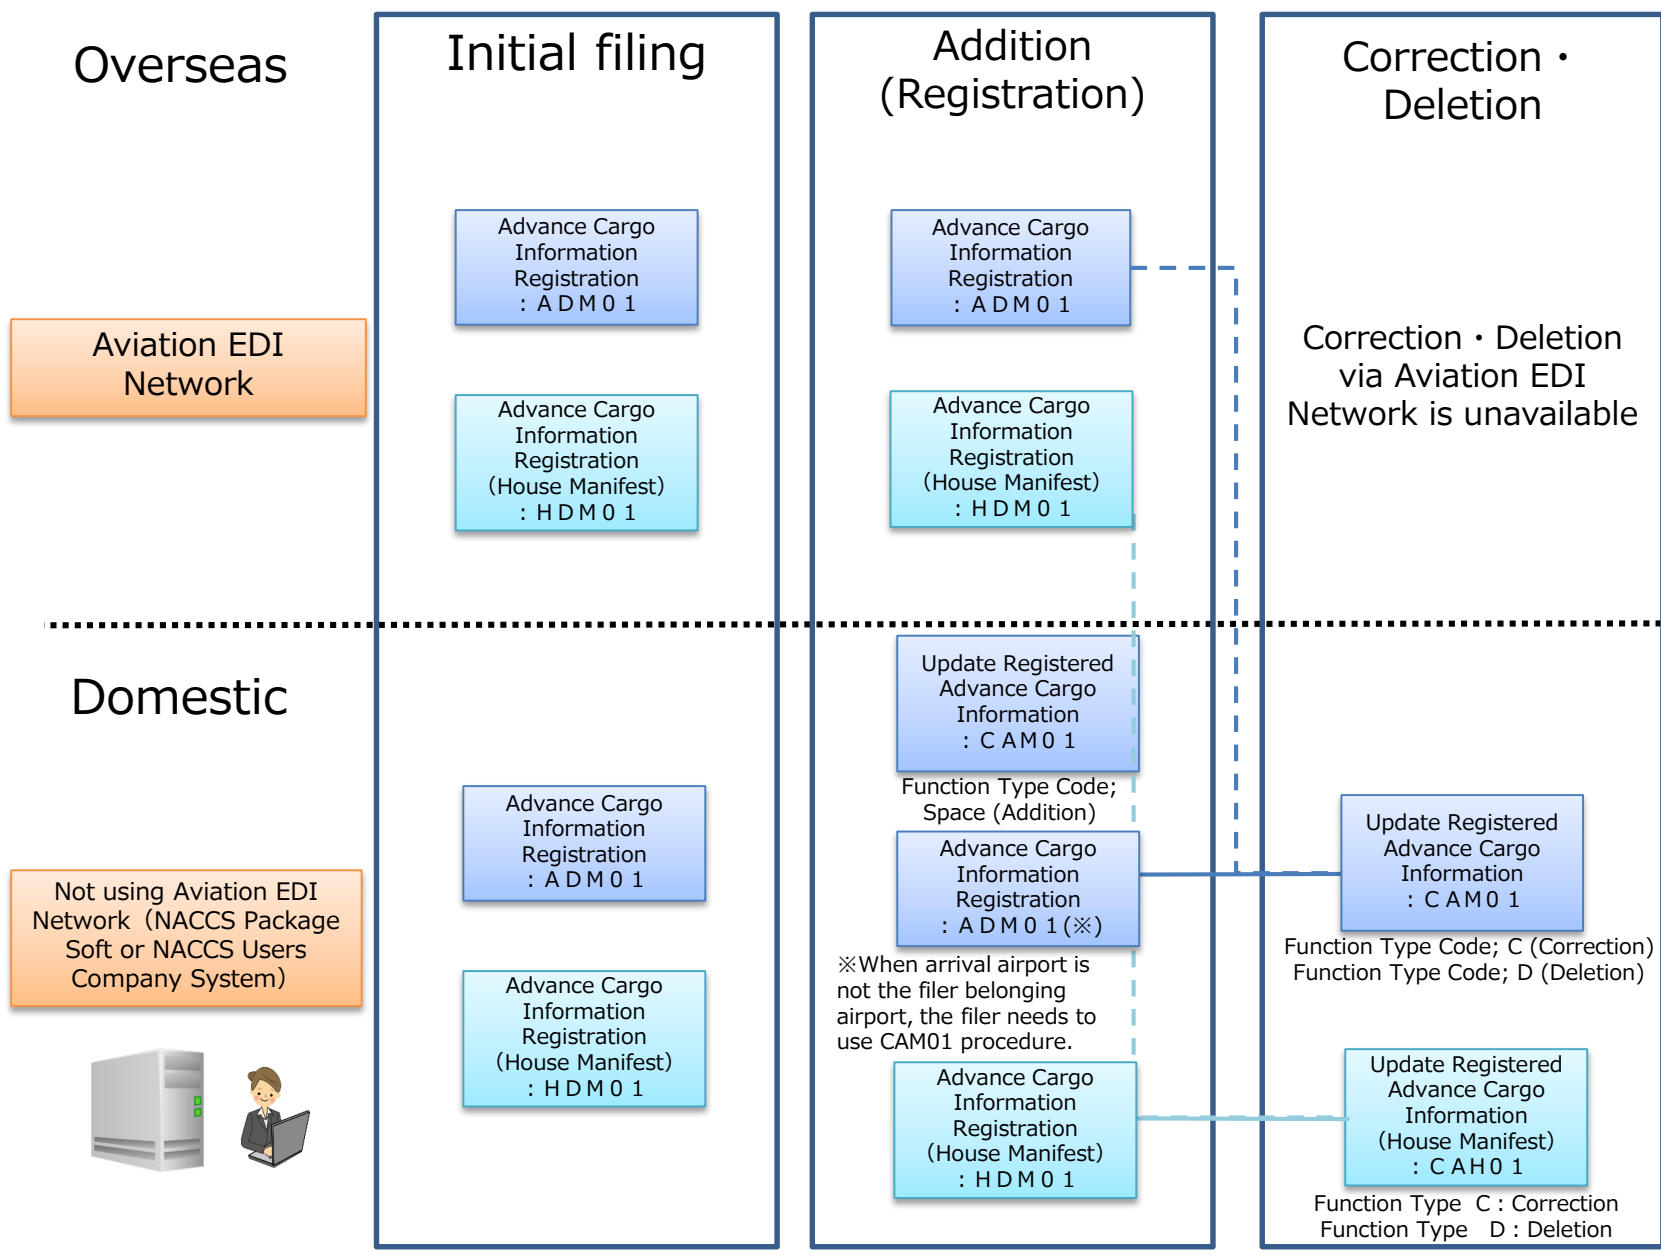 Overseas
Initial filing
Addition
(Registration)
Correction・
Deletion
Advance Cargo
Information
Registration
：ＡＤＭ０１
Advance Cargo
Information
Registration
：ＡＤＭ０１
Aviation EDI
Network
Correction・Deletion
via Aviation EDI
Network is unavailable
Advance Cargo
Information
Registration
（House Manifest）
：ＨＤＭ０１
Advance Cargo
Information
Registration
（House Manifest）
：ＨＤＭ０１
Domestic
Update Registered
Advance Cargo
Information
：ＣＡＭ０１
Function Type Code;
Space (Addition)
Advance Cargo
Information
Registration
：ＡＤＭ０１
Advance Cargo
Information
Registration
：ＡＤＭ０１(※)
Update Registered
Advance Cargo
Information
：ＣＡＭ０１
Function Type Code; C (Correction)
Function Type Code; D (Deletion)
Not using Aviation EDI
Network（NACCS Package
Soft or NACCS Users
Company System）
※When arrival airport is
not the filer belonging
airport, the filer needs to
use CAM01 procedure.
Advance Cargo
Information
Registration
（House Manifest）
：ＨＤＭ０１
Advance Cargo
Information
Registration
（House Manifest）
：ＨＤＭ０１
Update Registered
Advance Cargo
Information
（House Manifest）
：ＣＡＨ０１
Function Type Ｃ：Correction
Function Type Ｄ：Deletion